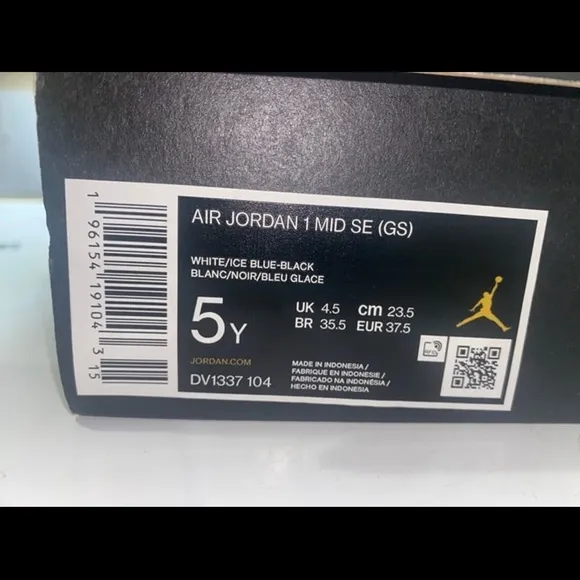 1 96154 19104 3 15
AIR JORDAN 1 MID SE (GS)
WHITE/ICE BLUE-BLACK
BLANC/NOIR/BLEU GLACE
5Y
UK 4.5 cm 23.5
BR 35.5 EUR 37.5
JORDAN.COM
DV1337 104
MADE IN INDONESIA /
FABRIQUE EN INDONESIE /
FABRICADO NA INDONÉSIA /
HECHO EN INDONESIA